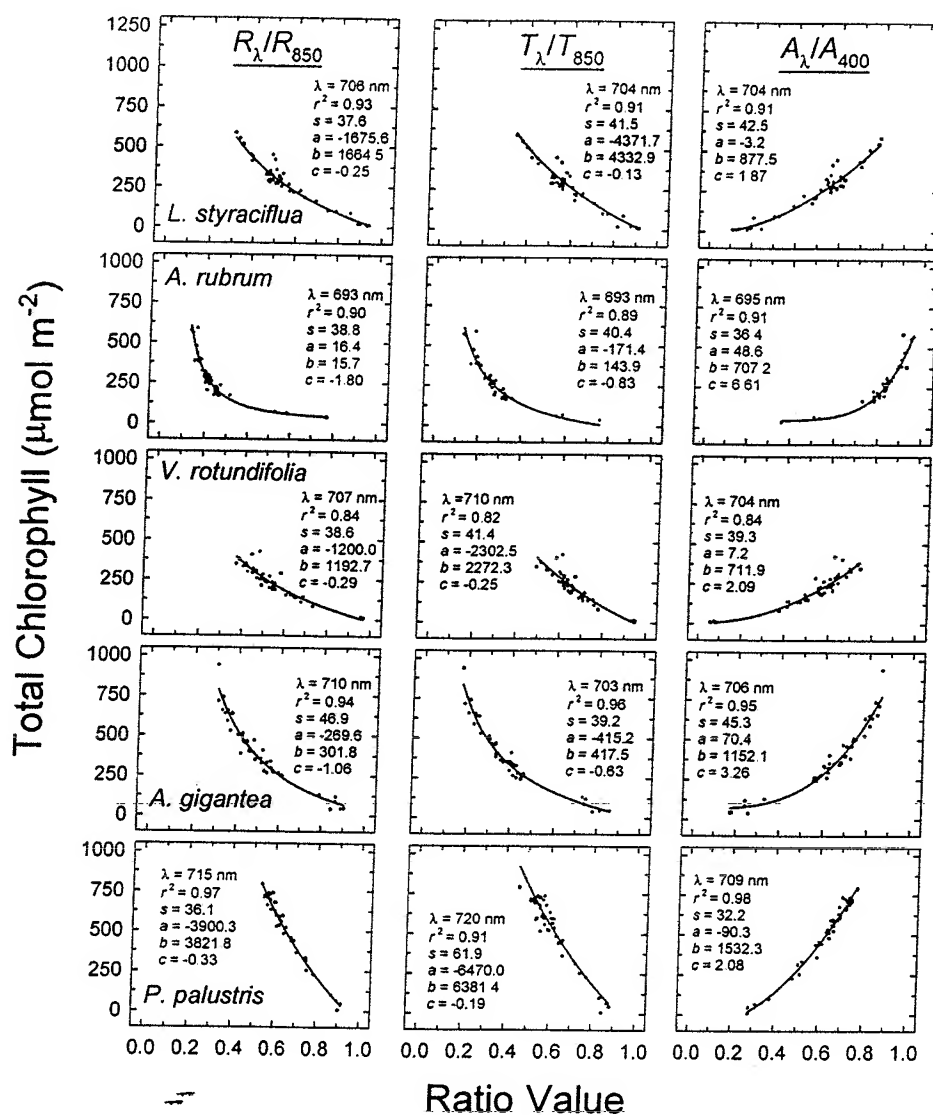 Total Chlorophyll (μmol m⁻²)
R_λ/R_850
T_λ/T_850
A_λ/A_400
1250
1000
750
500
250
0
L. styraciflua
λ = 706 nm
r² = 0.93
s = 37.6
a = -1675.6
b = 1664 5
c = -0.25
λ = 704 nm
r² = 0.91
s = 41.5
a = -4371.7
b = 4332.9
c = -0.13
λ = 704 nm
r² = 0.91
s = 42.5
a = -3.2
b = 877.5
c = 1 87
1000
750
500
250
0
A. rubrum
λ = 693 nm
r² = 0.90
s = 38.8
a = 16.4
b = 15.7
c = -1.80
λ = 693 nm
r² = 0.89
s = 40.4
a = -171.4
b = 143.9
c = -0.83
λ = 695 nm
r² = 0.91
s = 36 4
a = 48.6
b = 707 2
c = 6 61
1000
750
500
250
0
V. rotundifolia
λ = 707 nm
r² = 0.84
s = 38.6
a = -1200.0
b = 1192.7
c = -0.29
λ =710 nm
r² = 0.82
s = 41.4
a = -2302.5
b = 2272.3
c = -0.25
λ = 704 nm
r² = 0.84
s = 39.3
a = 7.2
b = 711.9
c = 2.09
1000
750
500
250
0
A. gigantea
λ = 710 nm
r² = 0.94
s = 46.9
a = -269.6
b = 301.8
c = -1.06
λ = 703 nm
r² = 0.96
s = 39.2
a = -415.2
b = 417.5
c = -0.63
λ = 706 nm
r² = 0.95
s = 45.3
a = 70.4
b = 1152.1
c = 3.26
1000
750
500
250
0
P. palustris
λ = 715 nm
r² = 0.97
s = 36.1
a = -3900.3
b = 3821.8
c = -0.33
λ = 720 nm
r² = 0.91
s = 61.9
a = -6470.0
b = 6381 4
c = -0.19
λ = 709 nm
r² = 0.98
s = 32.2
a = -90.3
b = 1532.3
c = 2.08
0.0 0.2 0.4 0.6 0.8 1.0
0.0 0.2 0.4 0.6 0.8 1.0
0.0 0.2 0.4 0.6 0.8 1.0
Ratio Value